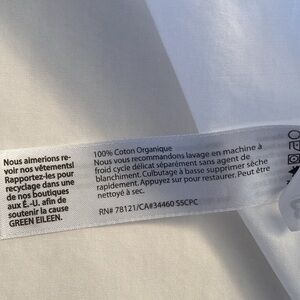 Nous aimerions re-
voir nos vêtements!
Rapportez-les pour
recyclage dans une
de nos boutiques
aux É.-U. afin de
soutenir la cause
GREEN EILEEN.
100% Coton Organique
Nous vous recommandons lavage en machine à
froid cycle délicat séparément sans agent de
blanchiment. Culbutage à basse supprimer sèche
rapidement. Appuyez sur pour restaurer. Peut être
nettoyé à sec.
RN# 78121/CA#34460 S5CPC